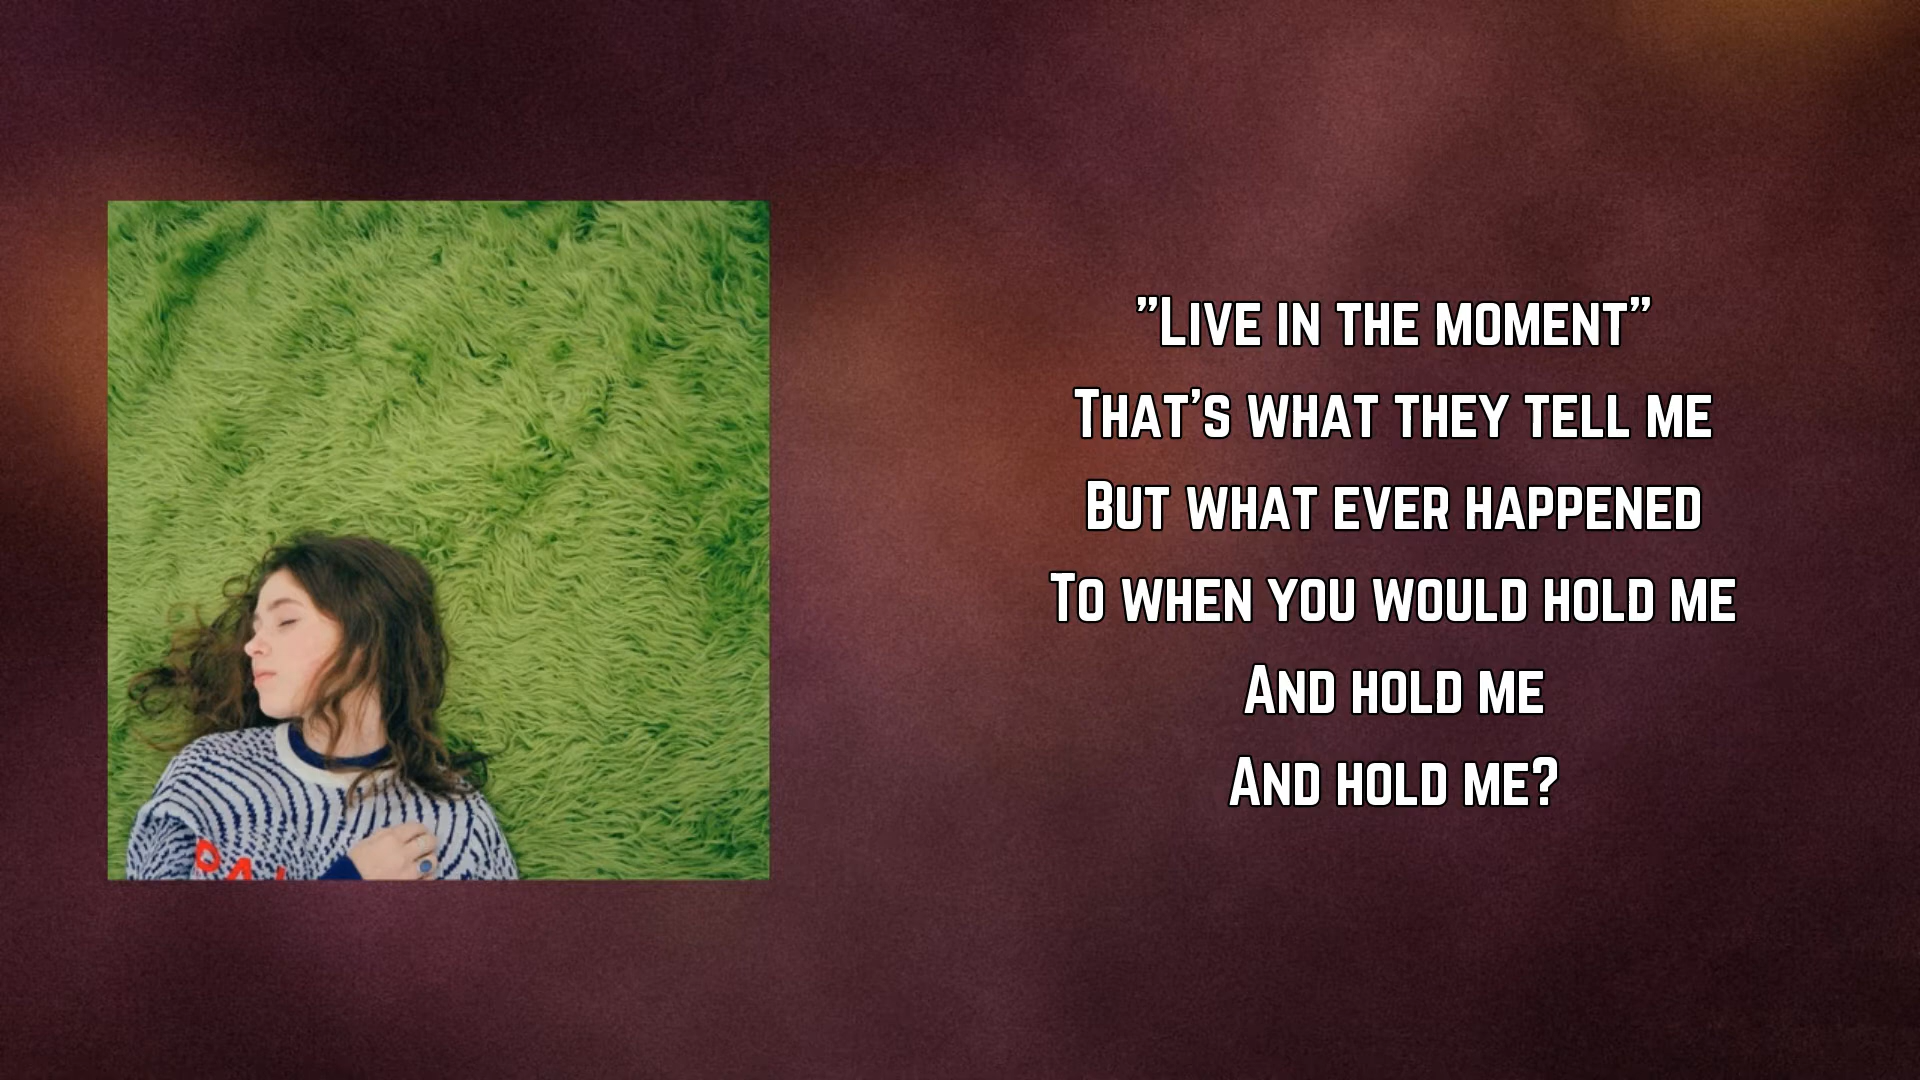 "Live in the moment"
That's what they tell me
But what ever happened
To when you would hold me
And hold me
And hold me?